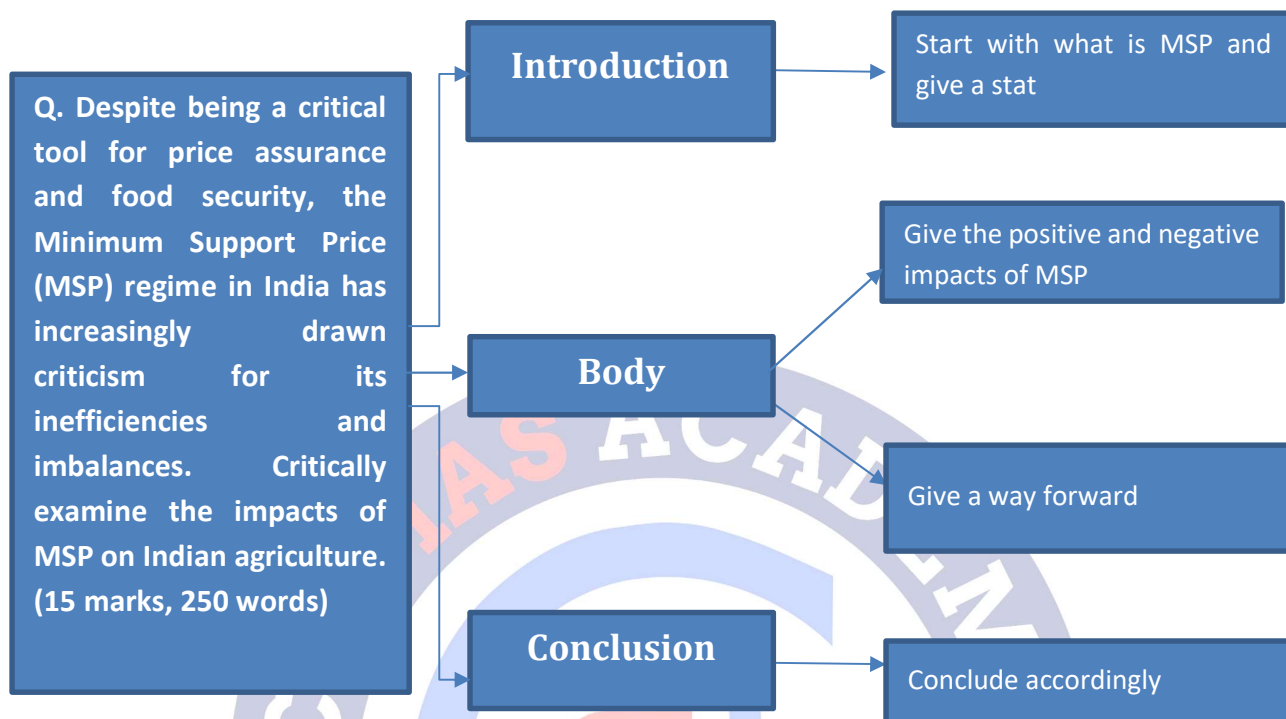 Q. Despite being a critical
tool for price assurance
and food security, the
Minimum Support Price
(MSP) regime in India has
increasingly drawn
criticism for its
inefficiencies and
imbalances. Critically
examine the impacts of
MSP on Indian agriculture.
(15 marks, 250 words)
Introduction
Start with what is MSP and
give a stat
Body
Give the positive and negative
impacts of MSP
Give a way forward
Conclusion
Conclude accordingly
IAS ACADEM